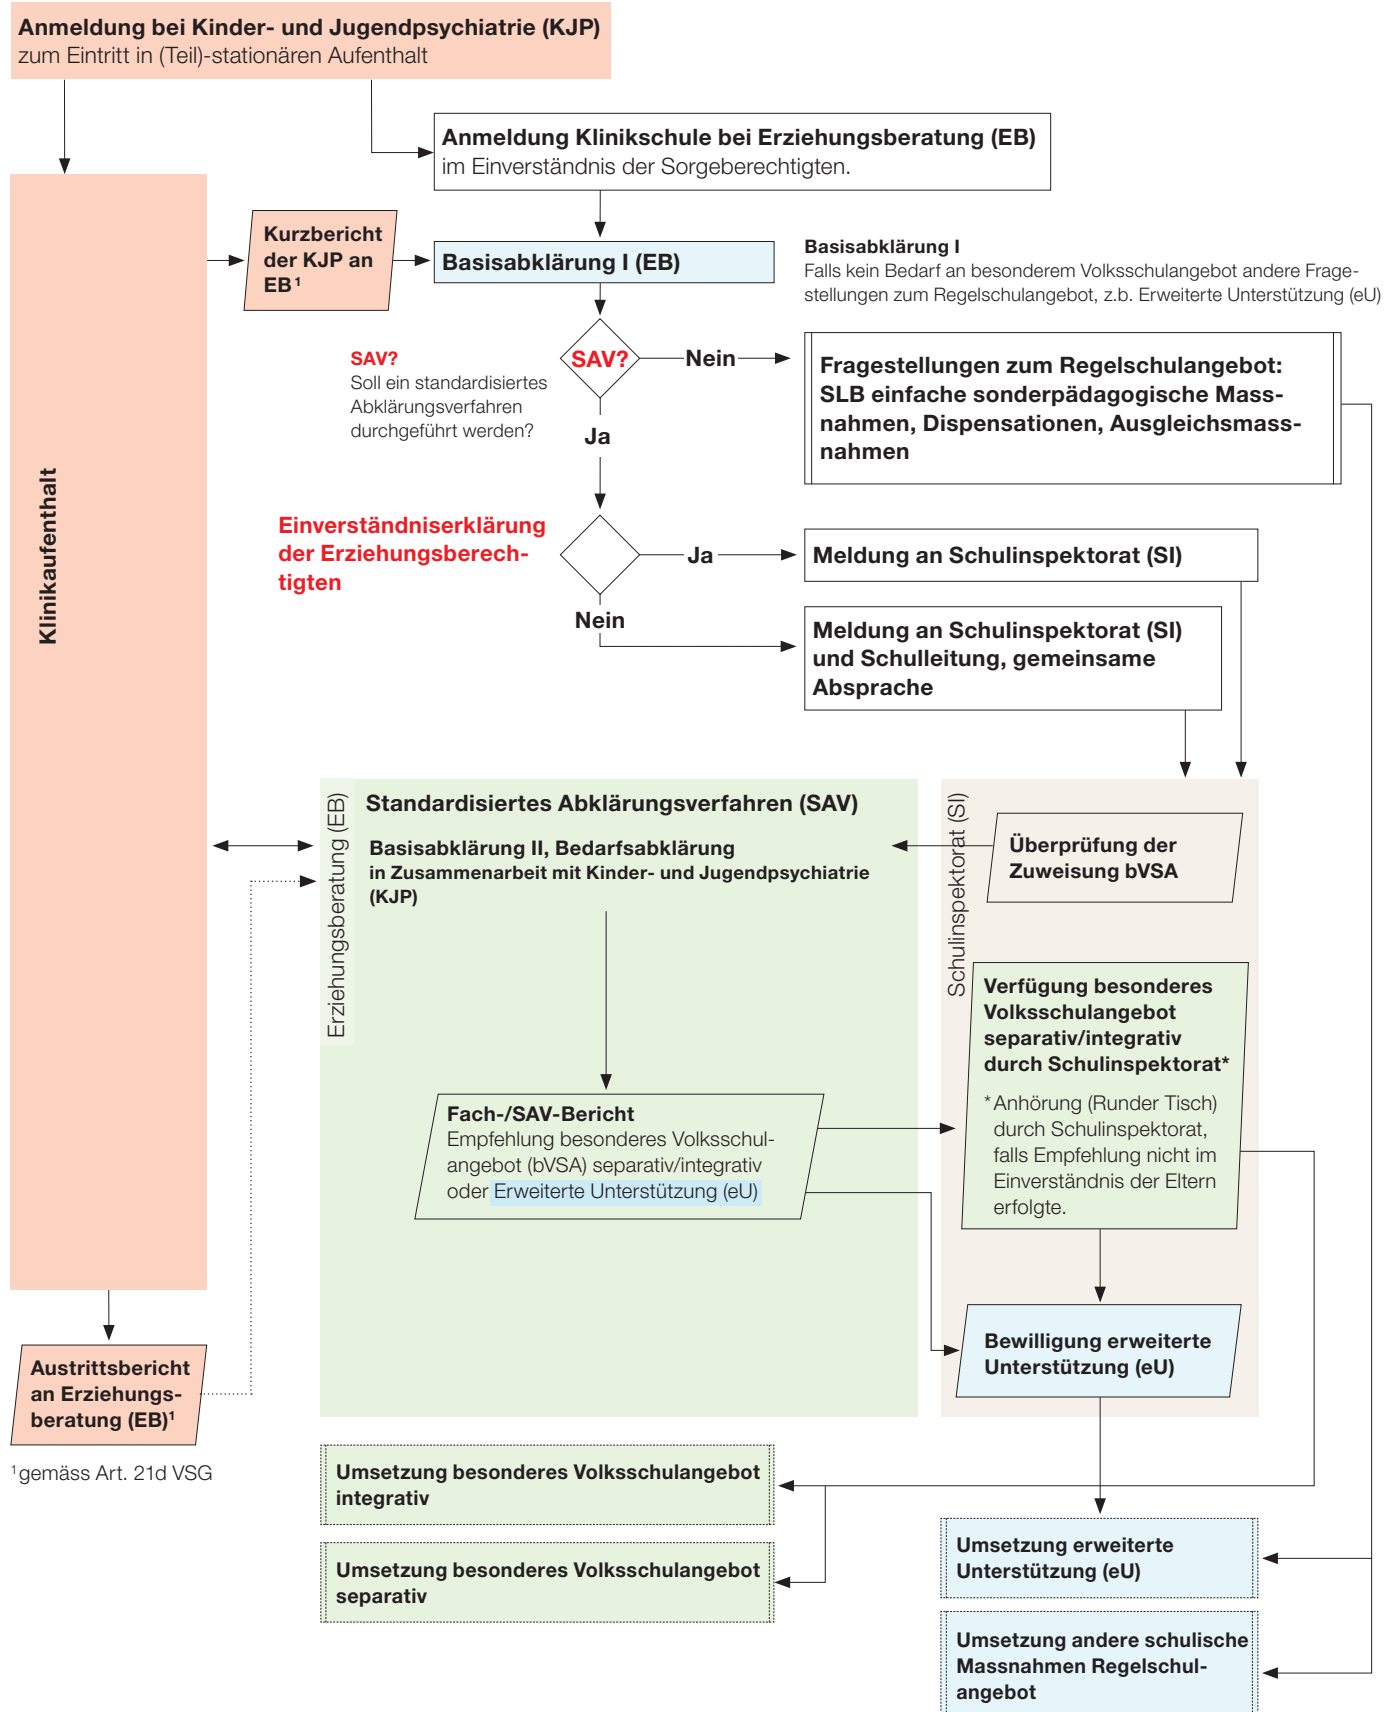 Anmeldung bei Kinder- und Jugendpsychiatrie (KJP)
zum Eintritt in (Teil)-stationären Aufenthalt
Anmeldung Klinikschule bei Erziehungsberatung (EB)
im Einverständnis der Sorgeberechtigten.
Kurzbericht
der KJP an
EB¹
Basisabklärung I (EB)
Basisabklärung I
Falls kein Bedarf an besonderem Volksschulangebot andere Frage-
stellungen zum Regelschulangebot, z.b. Erweiterte Unterstützung (eU)
SAV?
Soll ein standardisiertes
Abklärungsverfahren
durchgeführt werden?
SAV?
Nein
Ja
Fragestellungen zum Regelschulangebot:
SLB einfache sonderpädagogische Mass-
nahmen, Dispensationen, Ausgleichsmass-
nahmen
Klinikaufenthalt
Einverständniserklärung
der Erziehungsberech-
tigten
Ja
Meldung an Schulinspektorat (SI)
Nein
Meldung an Schulinspektorat (SI)
und Schulleitung, gemeinsame
Absprache
Erziehungsberatung (EB)
Standardisiertes Abklärungsverfahren (SAV)
Basisabklärung II, Bedarfsabklärung
in Zusammenarbeit mit Kinder- und Jugendpsychiatrie
(KJP)
Schulinspektorat (SI)
Überprüfung der
Zuweisung bVSA
Verfügung besonderes
Volksschulangebot
separativ/integrativ
durch Schulinspektorat*
* Anhörung (Runder Tisch)
durch Schulinspektorat,
falls Empfehlung nicht im
Einverständnis der Eltern
erfolgte.
Fach-/SAV-Bericht
Empfehlung besonderes Volksschul-
angebot (bVSA) separativ/integrativ
oder Erweiterte Unterstützung (eU)
Bewilligung erweiterte
Unterstützung (eU)
Austrittsbericht
an Erziehungs-
beratung (EB)¹
¹ gemäss Art. 21d VSG
Umsetzung besonderes Volksschulangebot
integrativ
Umsetzung besonderes Volksschulangebot
separativ
Umsetzung erweiterte
Unterstützung (eU)
Umsetzung andere schulische
Massnahmen Regelschul-
angebot